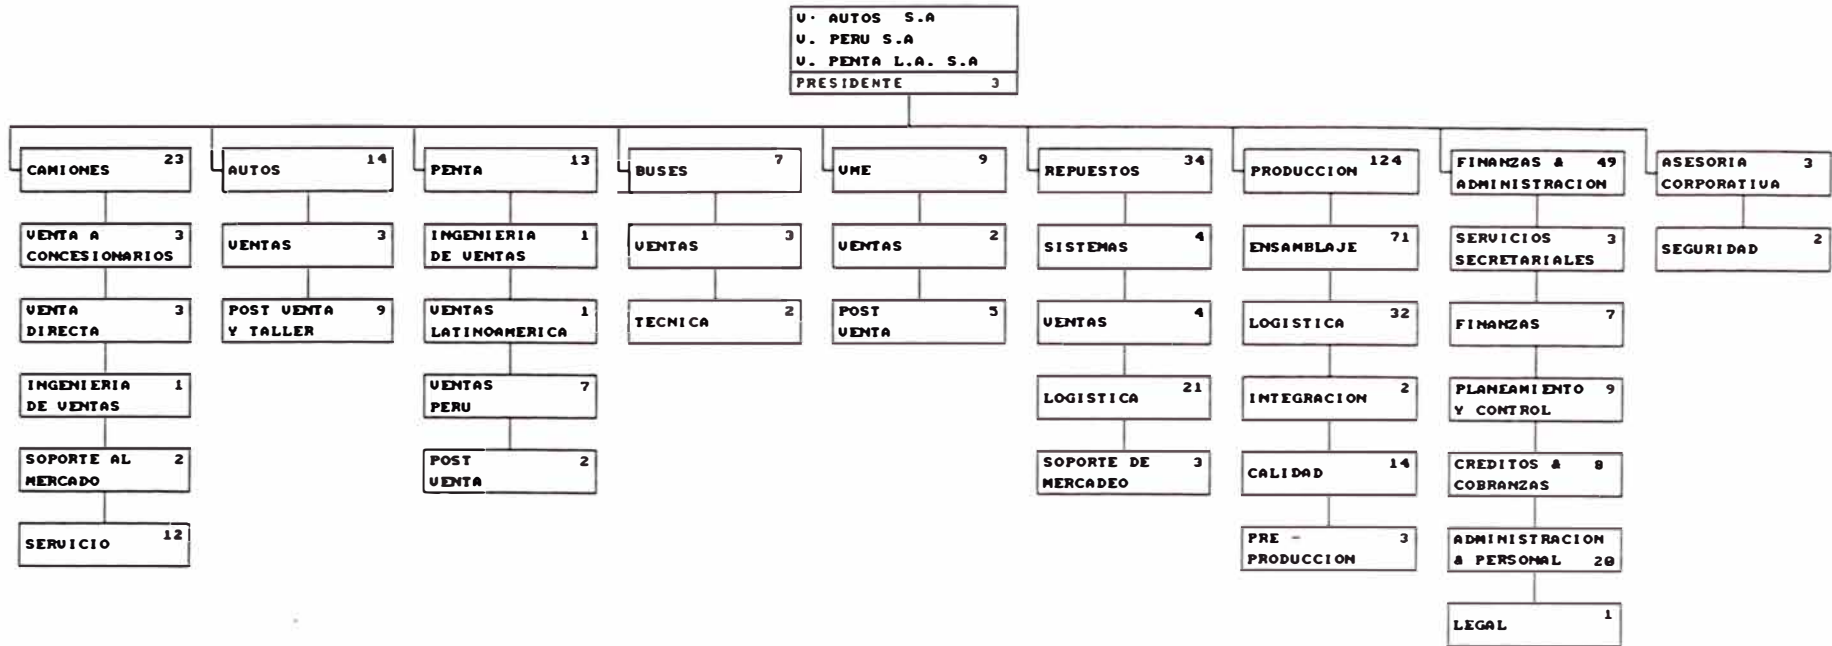 V. AUTOS S.A
V. PERU S.A
V. PENTA L.A. S.A
PRESIDENTE 3
CAMIONES 23
VENTA A 3
CONCESIONARIOS
VENTA 3
DIRECTA
INGENIERIA 1
DE VENTAS
SOPORTE AL 2
MERCADO
SERVICIO 12
AUTOS 14
VENTAS 3
POST VENTA 9
Y TALLER
PENTA 13
INGENIERIA 1
DE VENTAS
VENTAS 1
LATINOAMERICA
VENTAS 7
PERU
POST 2
VENTA
BUSES 7
VENTAS 3
TECNICA 2
VME 9
VENTAS 2
POST 5
VENTA
REPUESTOS 34
SISTEMAS 4
VENTAS 4
LOGISTICA 21
SOPORTE DE 3
MERCADEO
PRODUCCION 124
ENSAMBLAJE 71
LOGISTICA 32
INTEGRACION 2
CALIDAD 14
PRE - 3
PRODUCCION
FINANZAS & 49
ADMINISTRACION
SERVICIOS 3
SECRETARIALES
FINANZAS 7
PLANEAMIENTO 9
Y CONTROL
CREDITOS & 8
COBRANZAS
ADMINISTRACION
& PERSONAL 20
LEGAL 1
ASESORIA 3
CORPORATIVA
SEGURIDAD 2